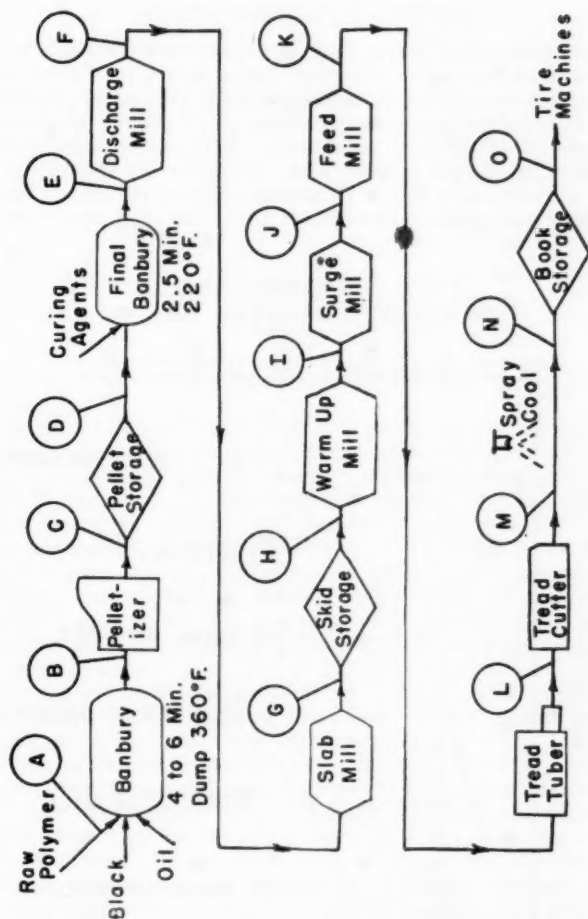 A
Raw
Polymer
Black
Oil
Banbury
4 to 6 Min.
Dump 360°F.
B
Pellet-
izer
C
Pellet
Storage
D
Curing
Agents
Final
Banbury
2.5 Min.
220°F.
E
Discharge
Mill
F
Slab
Mill
G
Skid
Storage
H
Warm Up
Mill
I
Surge
Mill
J
Feed
Mill
K
Tread
Tuber
L
Tread
Cutter
M
Spray
Cool
N
Book
Storage
O
Tire
Machines